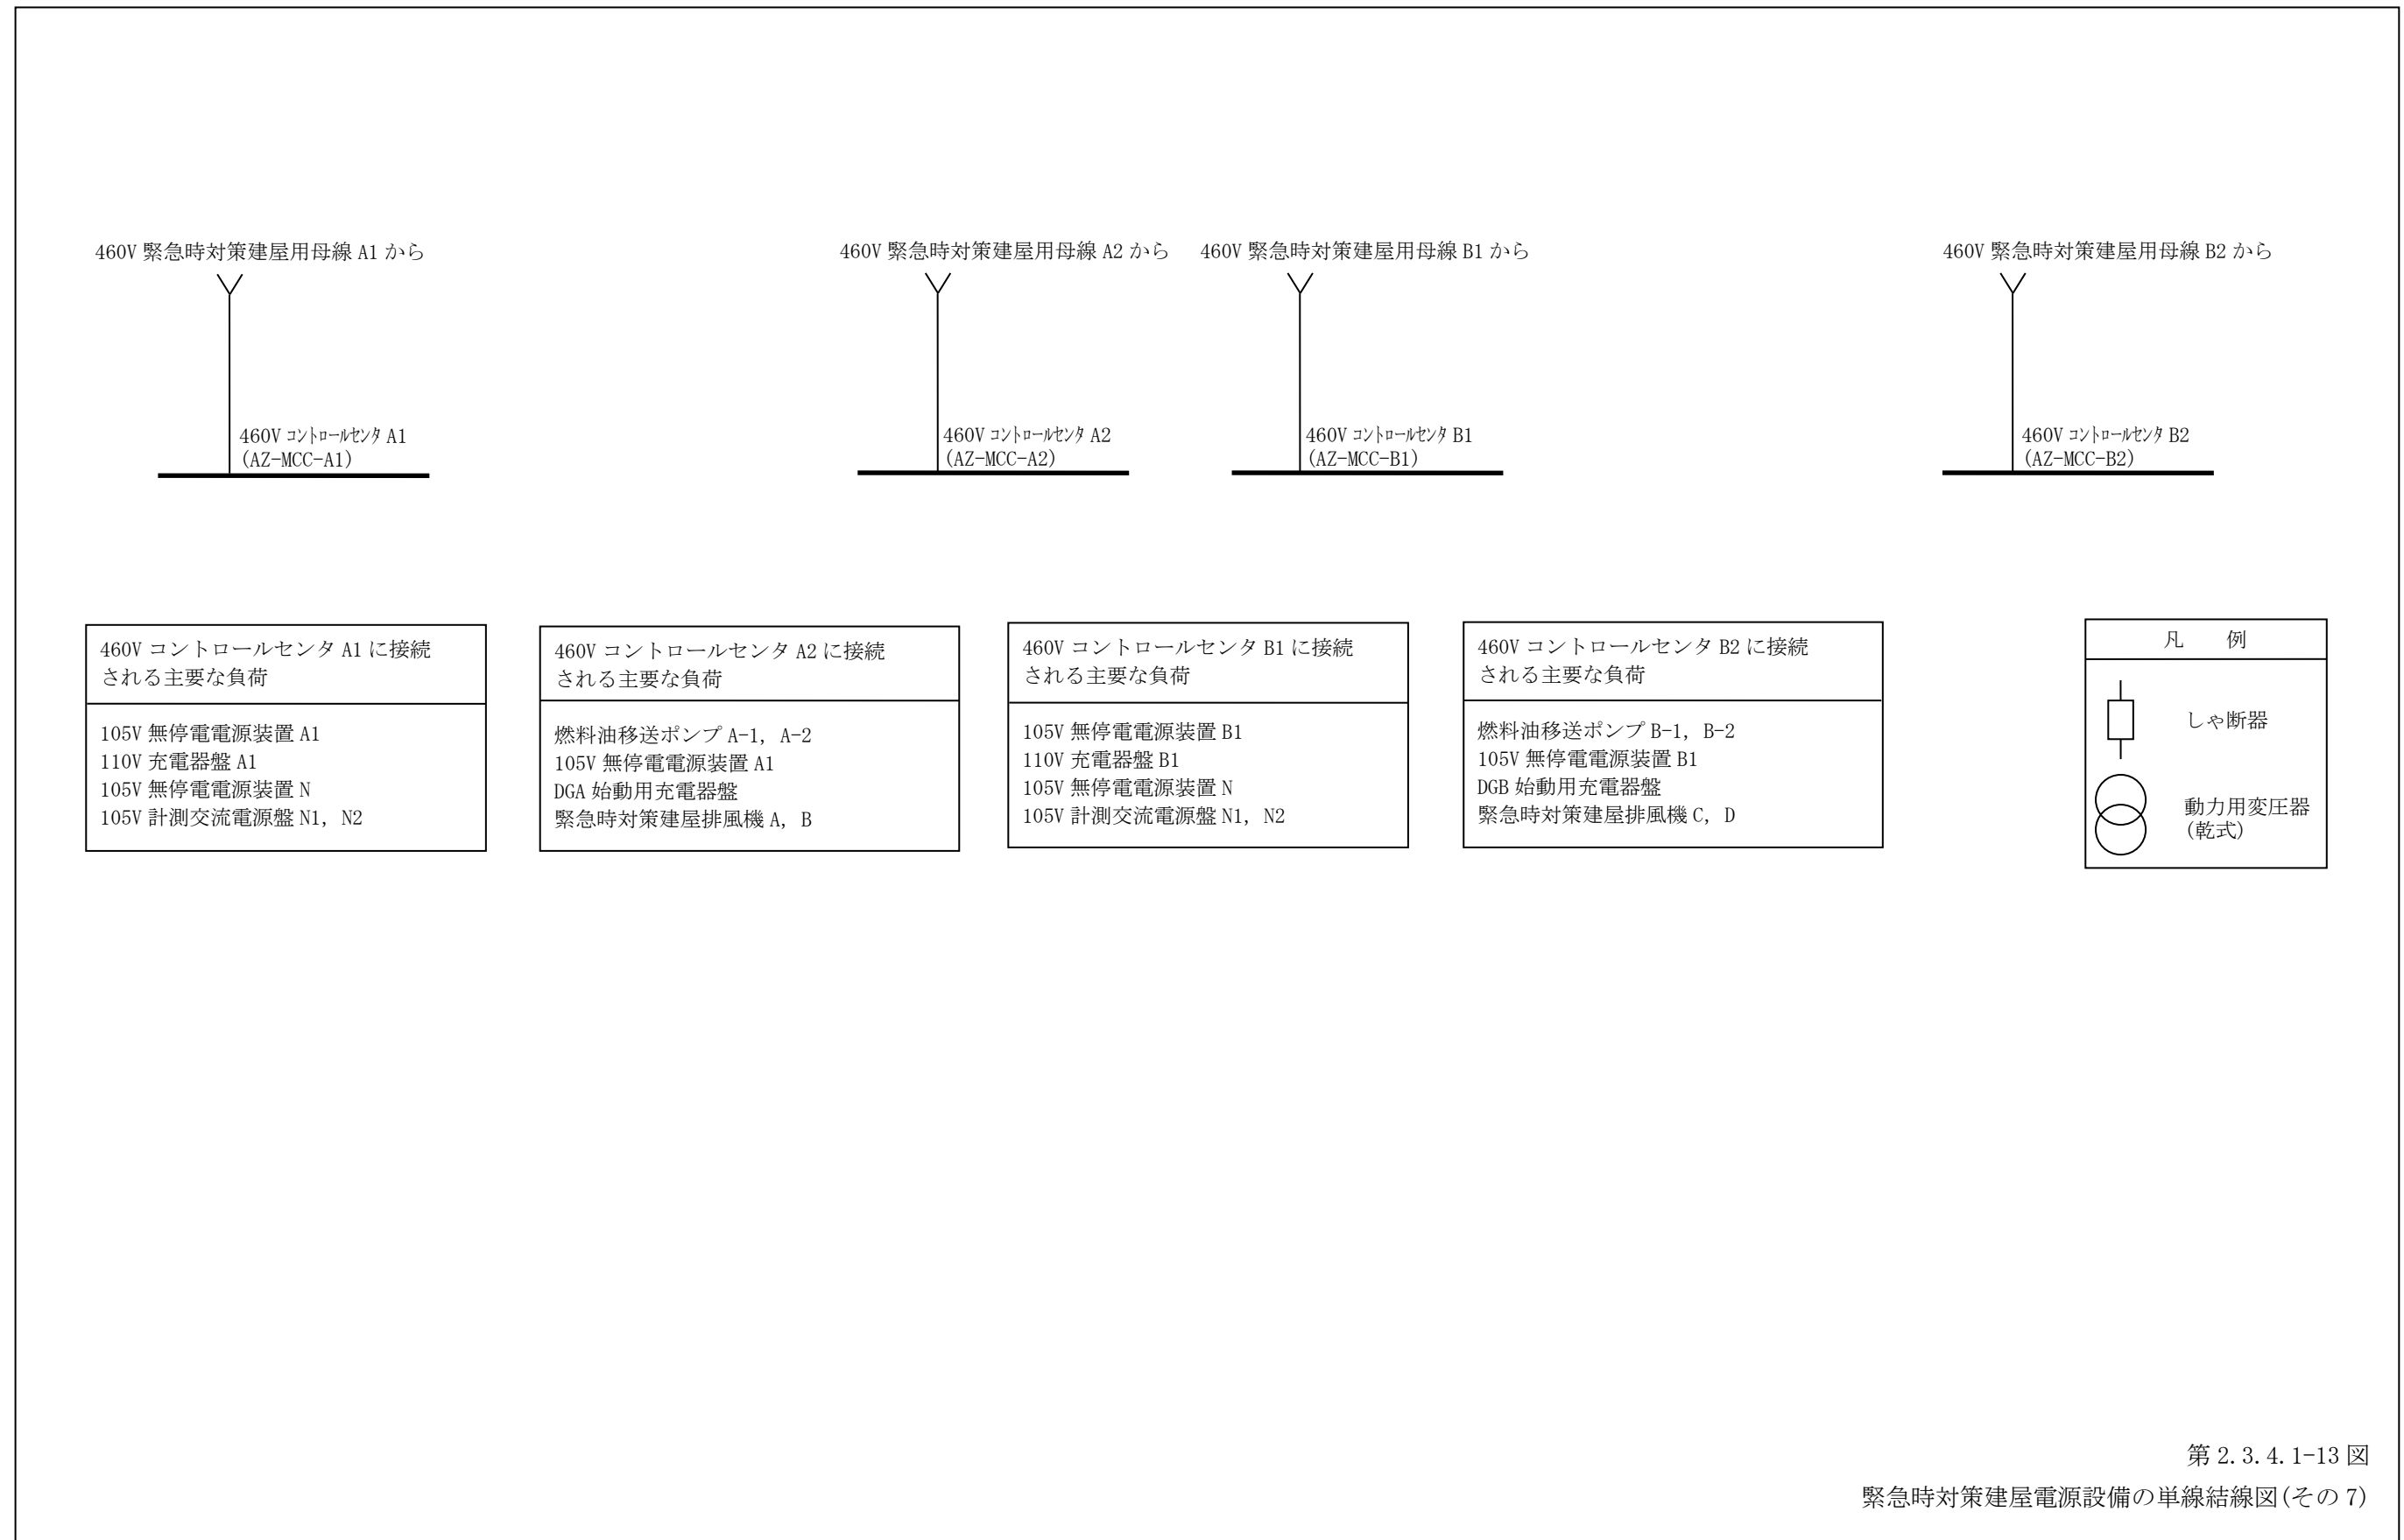 460V 緊急時対策建屋用母線 A1 から
460V 緊急時対策建屋用母線 A2 から
460V 緊急時対策建屋用母線 B1 から
460V 緊急時対策建屋用母線 B2 から
460V ｺﾝﾄﾛｰﾙｾﾝﾀ A1
(AZ-MCC-A1)
460V ｺﾝﾄﾛｰﾙｾﾝﾀ A2
(AZ-MCC-A2)
460V ｺﾝﾄﾛｰﾙｾﾝﾀ B1
(AZ-MCC-B1)
460V ｺﾝﾄﾛｰﾙｾﾝﾀ B2
(AZ-MCC-B2)
460V コントロールセンタ A1 に接続
される主要な負荷
105V 無停電電源装置 A1
110V 充電器盤 A1
105V 無停電電源装置 N
105V 計測交流電源盤 N1, N2
460V コントロールセンタ A2 に接続
される主要な負荷
燃料油移送ポンプ A-1, A-2
105V 無停電電源装置 A1
DGA 始動用充電器盤
緊急時対策建屋排風機 A, B
460V コントロールセンタ B1 に接続
される主要な負荷
105V 無停電電源装置 B1
110V 充電器盤 B1
105V 無停電電源装置 N
105V 計測交流電源盤 N1, N2
460V コントロールセンタ B2 に接続
される主要な負荷
燃料油移送ポンプ B-1, B-2
105V 無停電電源装置 B1
DGB 始動用充電器盤
緊急時対策建屋排風機 C, D
凡　例
しゃ断器
動力用変圧器
(乾式)
第 2.3.4.1-13 図
緊急時対策建屋電源設備の単線結線図(その 7)